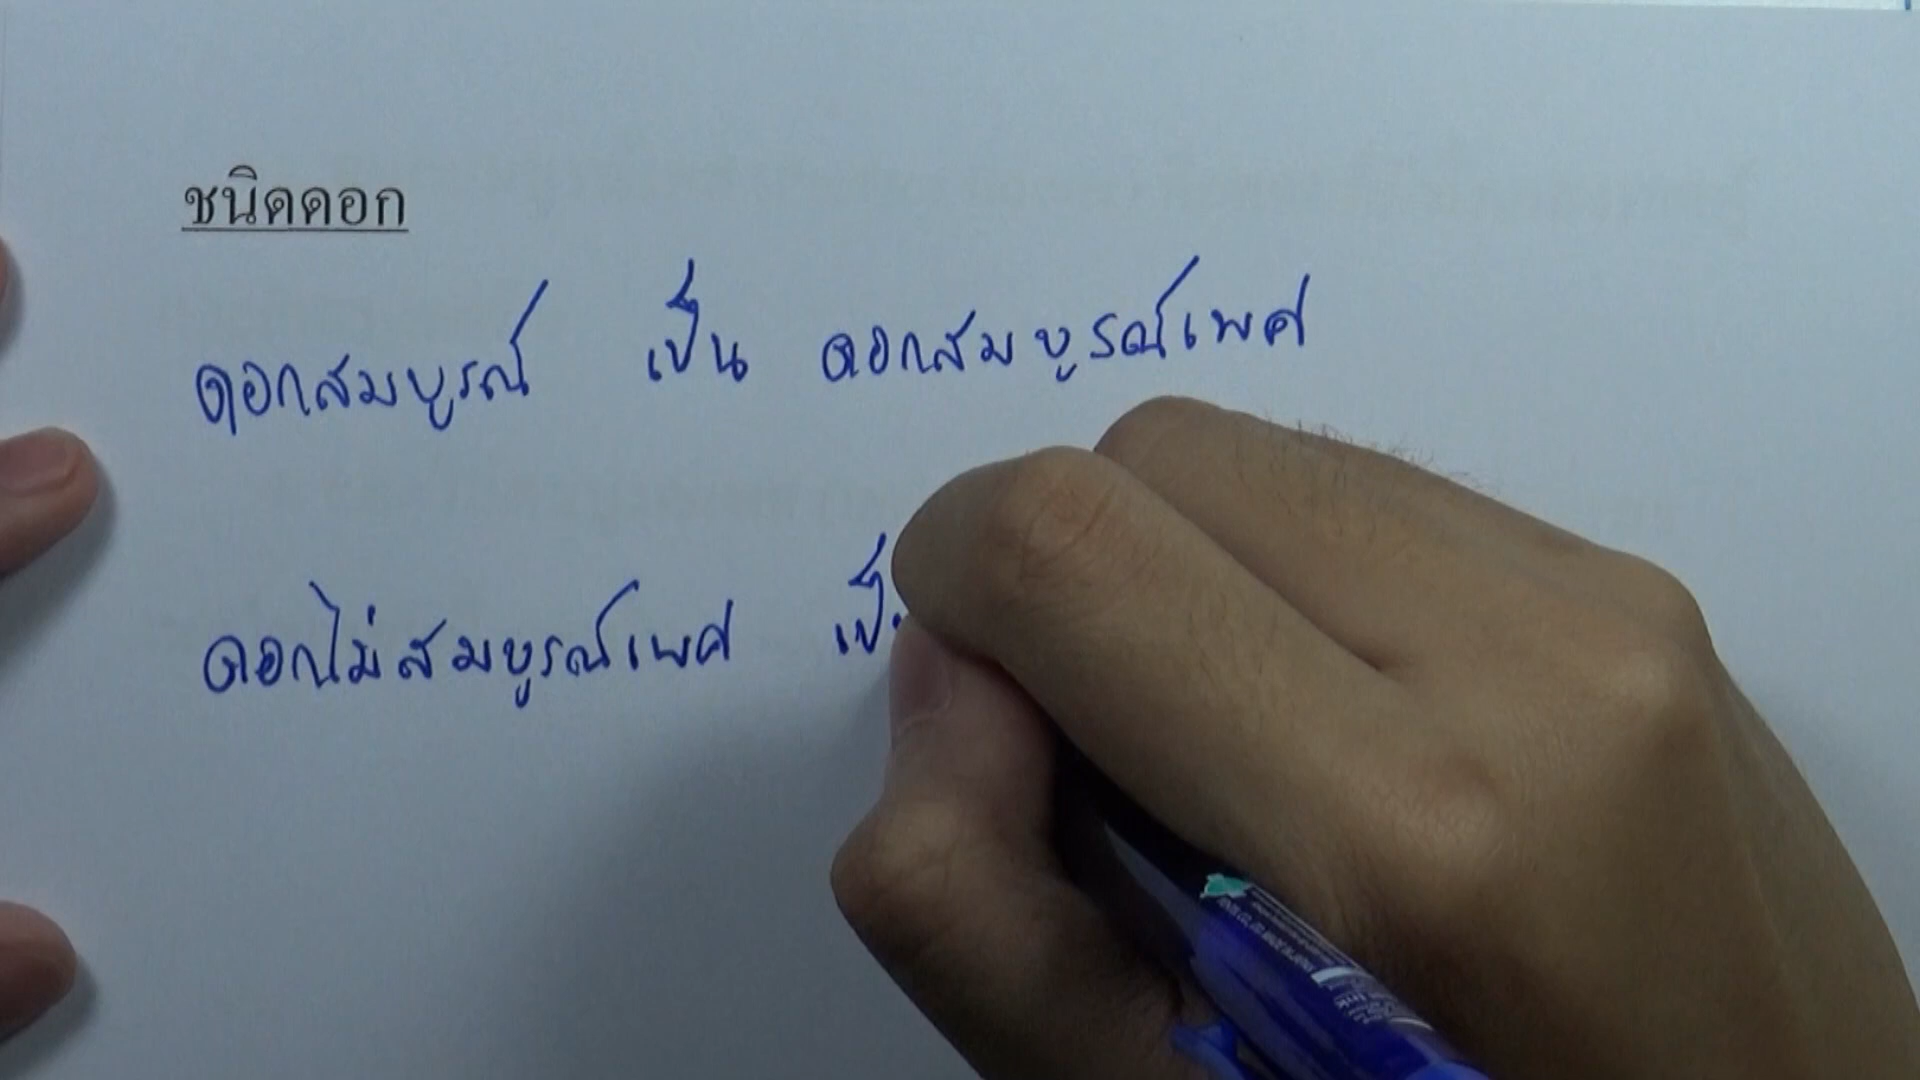 ชนิดดอก
ดอกสมบูรณ์ เป็น ดอกสมบูรณ์เพศ
ดอกไม่สมบูรณ์เพศ เป็